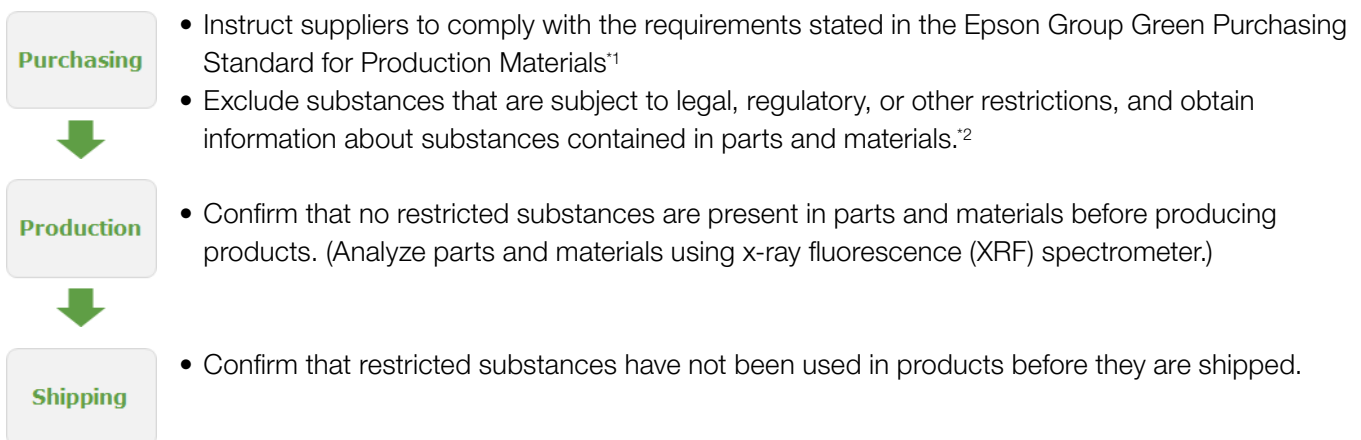 Purchasing
• Instruct suppliers to comply with the requirements stated in the Epson Group Green Purchasing
Standard for Production Materials*1
• Exclude substances that are subject to legal, regulatory, or other restrictions, and obtain
information about substances contained in parts and materials.*2
Production
• Confirm that no restricted substances are present in parts and materials before producing
products. (Analyze parts and materials using x-ray fluorescence (XRF) spectrometer.)
Shipping
• Confirm that restricted substances have not been used in products before they are shipped.